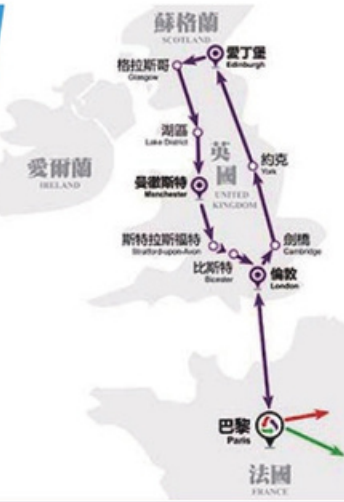 蘇格蘭
SCOTLAND
愛丁堡
Edinburgh
格拉斯哥
Glasgow
湖區
Lake District
英
國
UNITED
KINGDOM
約克
York
愛爾蘭
IRELAND
曼徹斯特
Manchester
斯特拉斯福特
Stratford-upon-Avon
劍橋
Cambridge
比斯特
Bicester
倫敦
London
巴黎
Paris
法國
FRANCE